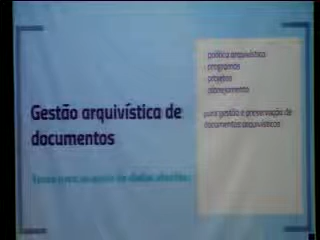 Gestão arquivística de
documentos
política arquivística
programas
projetos
planejamento
para gestão e preservação de
documentos arquivísticos